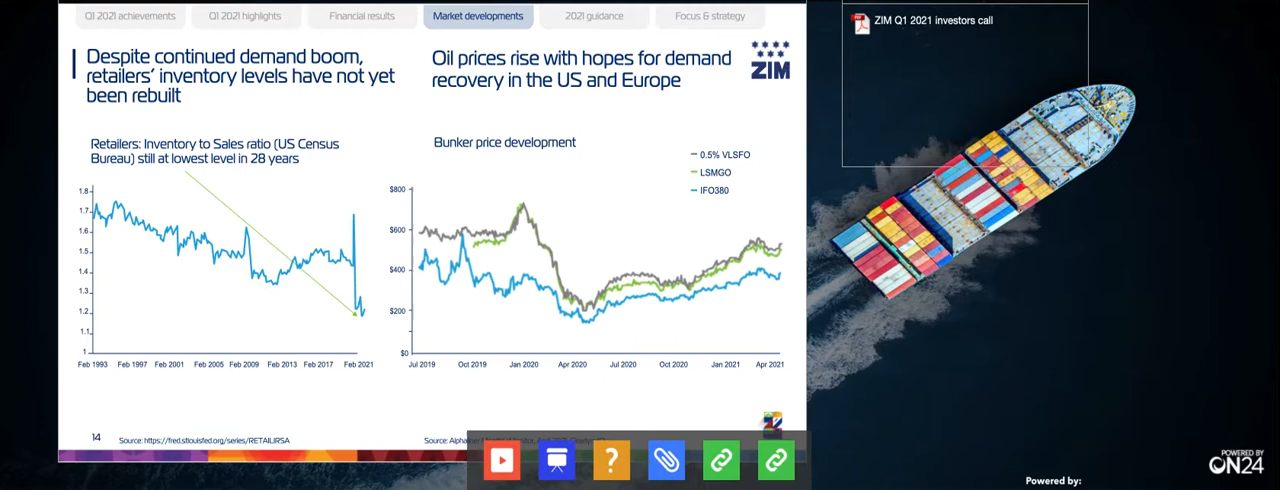 Q1 2021 achievements
Q1 2021 highlights
Financial results
Market developments
2021 guidance
Focus & strategy
Despite continued demand boom,
retailers' inventory levels have not yet
been rebuilt
Oil prices rise with hopes for demand
recovery in the US and Europe
ZIM
Retailers: Inventory to Sales ratio (US Census
Bureau) still at lowest level in 28 years
1.8
1.7
1.6
1.5
1.4
1.3
1.2
1.1
1
Feb 1993
Feb 1997
Feb 2001
Feb 2005
Feb 2009
Feb 2013
Feb 2017
Feb 2021
Bunker price development
0.5% VLSFO
LSMGO
IFO380
$800
$600
$400
$200
$0
Jul 2019
Oct 2019
Jan 2020
Apr 2020
Jul 2020
Oct 2020
Jan 2021
Apr 2021
14
Source: https://fred.stlouisfed.org/series/RETAILIRSA
Source:
ZIM Q1 2021 investors call
PDF
?
POWERED BY
ON24
Powered by: